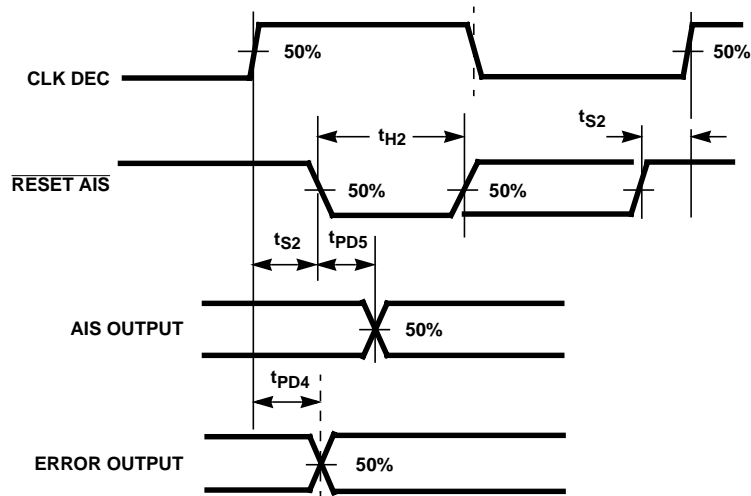 50%
50%
CLK DEC
tH2
tS2
RESET AIS
50%
50%
tS2
tPD5
AIS OUTPUT
50%
tPD4
ERROR OUTPUT
50%